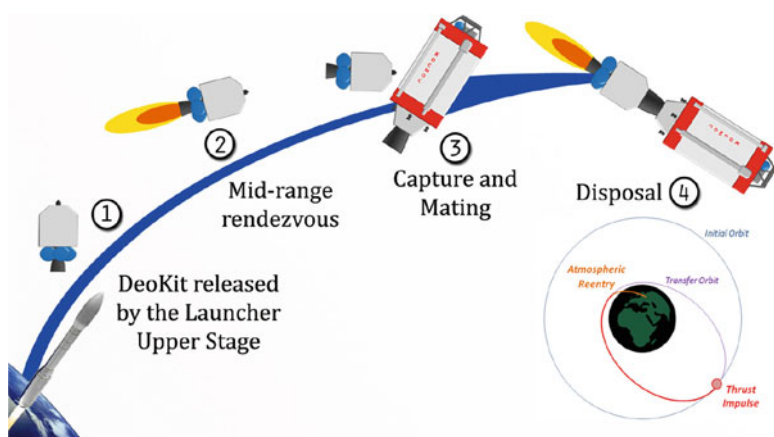 1
DeoKit released
by the Launcher
Upper Stage
2
Mid-range
rendezvous
3
Capture and
Mating
Disposal 4
Initial Orbit
Atmospheric
Reentry
Transfer Orbit
Thrust
Impulse